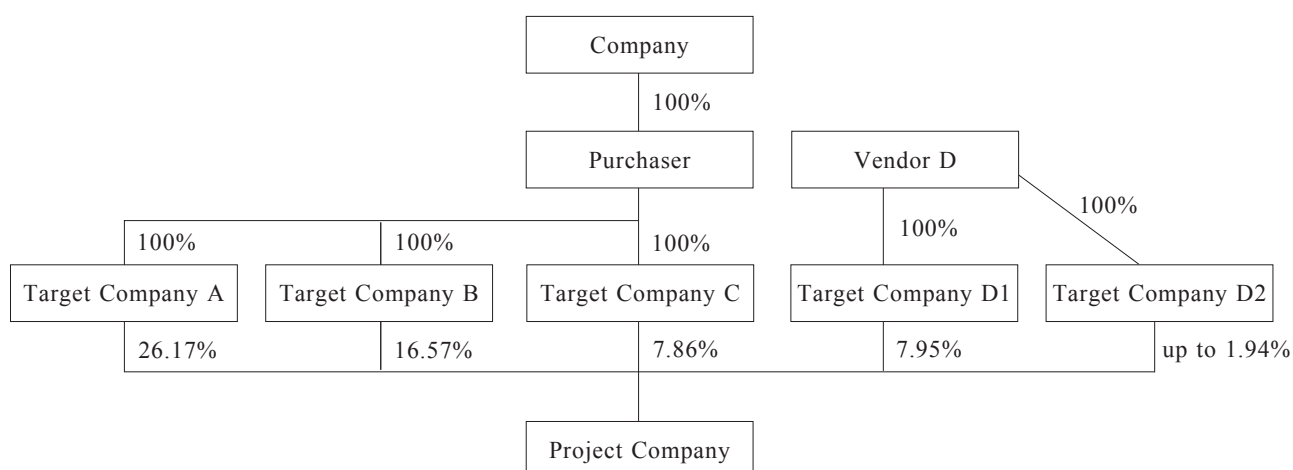 Company
100%
Purchaser
Vendor D
100%
100%
100%
100%
100%
Target Company A
Target Company B
Target Company C
Target Company D1
Target Company D2
26.17%
16.57%
7.86%
7.95%
up to 1.94%
Project Company